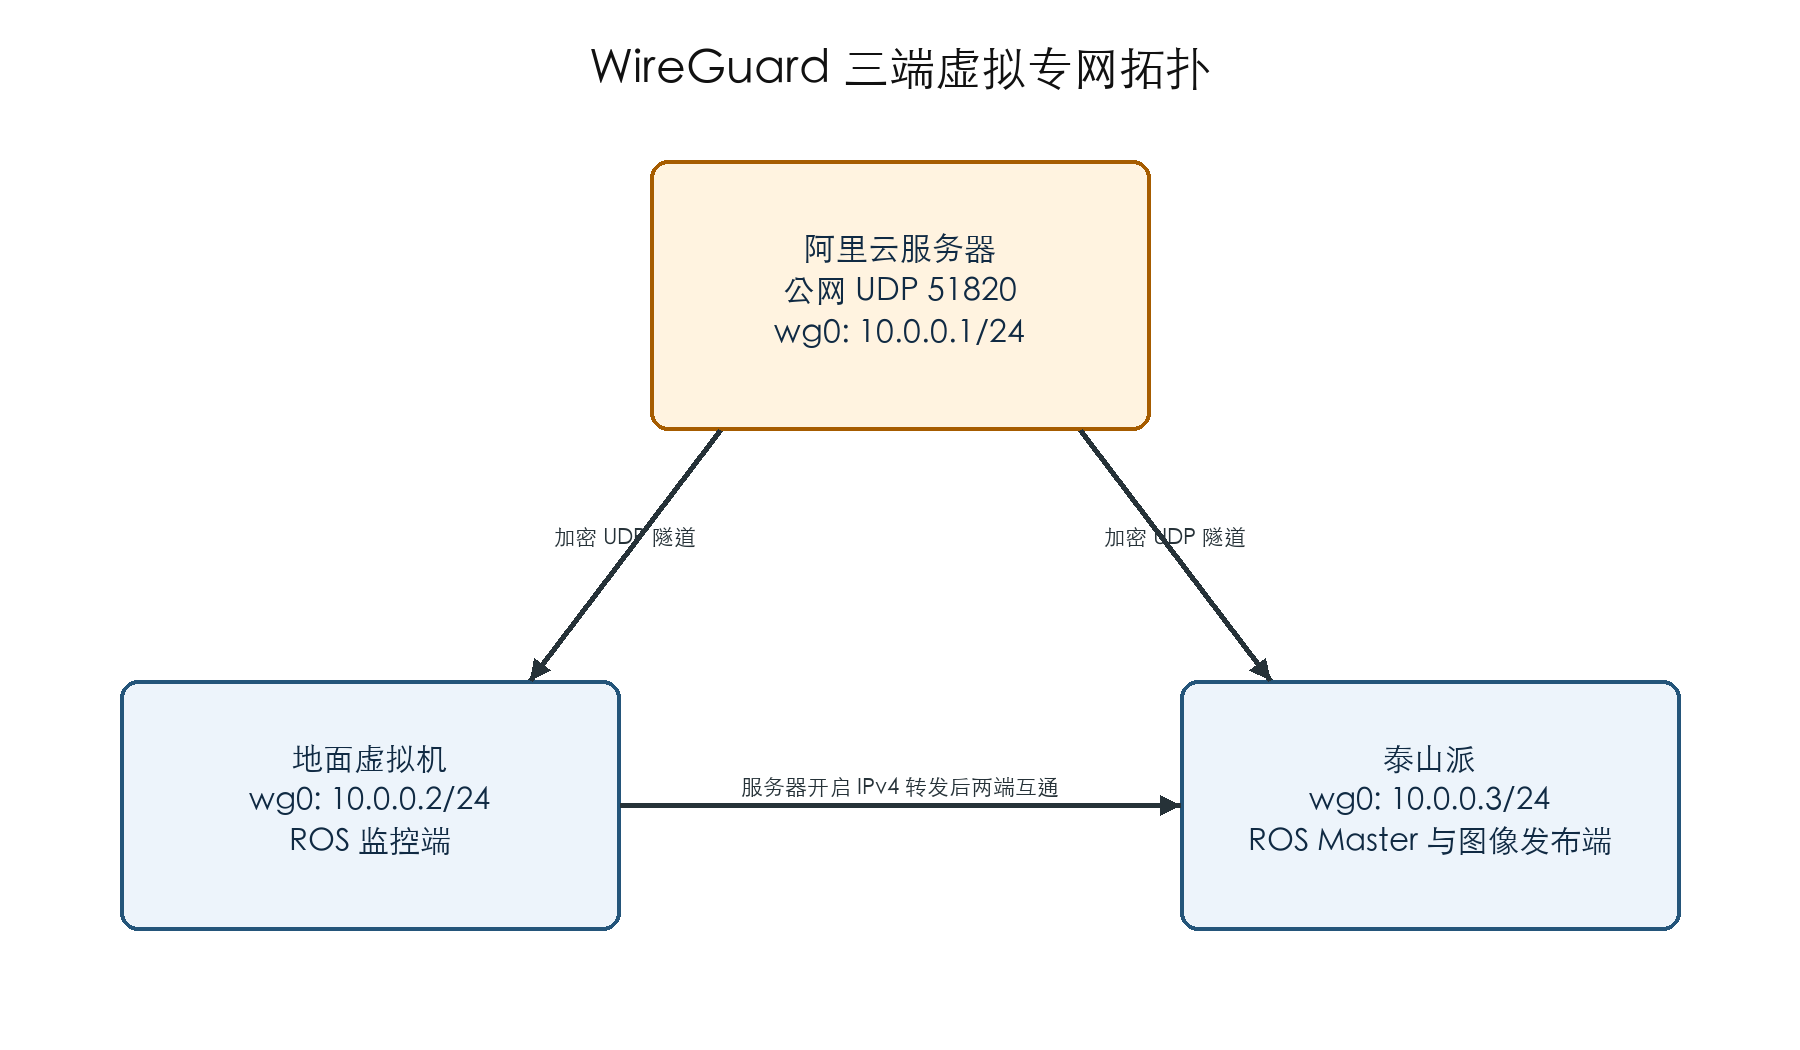 WireGuard 三端虚拟专网拓扑
阿里云服务器
公网 UDP 51820
wg0: 10.0.0.1/24
加密 UDP 隧道
加密 UDP 隧道
地面虚拟机
wg0: 10.0.0.2/24
ROS 监控端
服务器开启 IPv4 转发后两端互通
泰山派
wg0: 10.0.0.3/24
ROS Master 与图像发布端